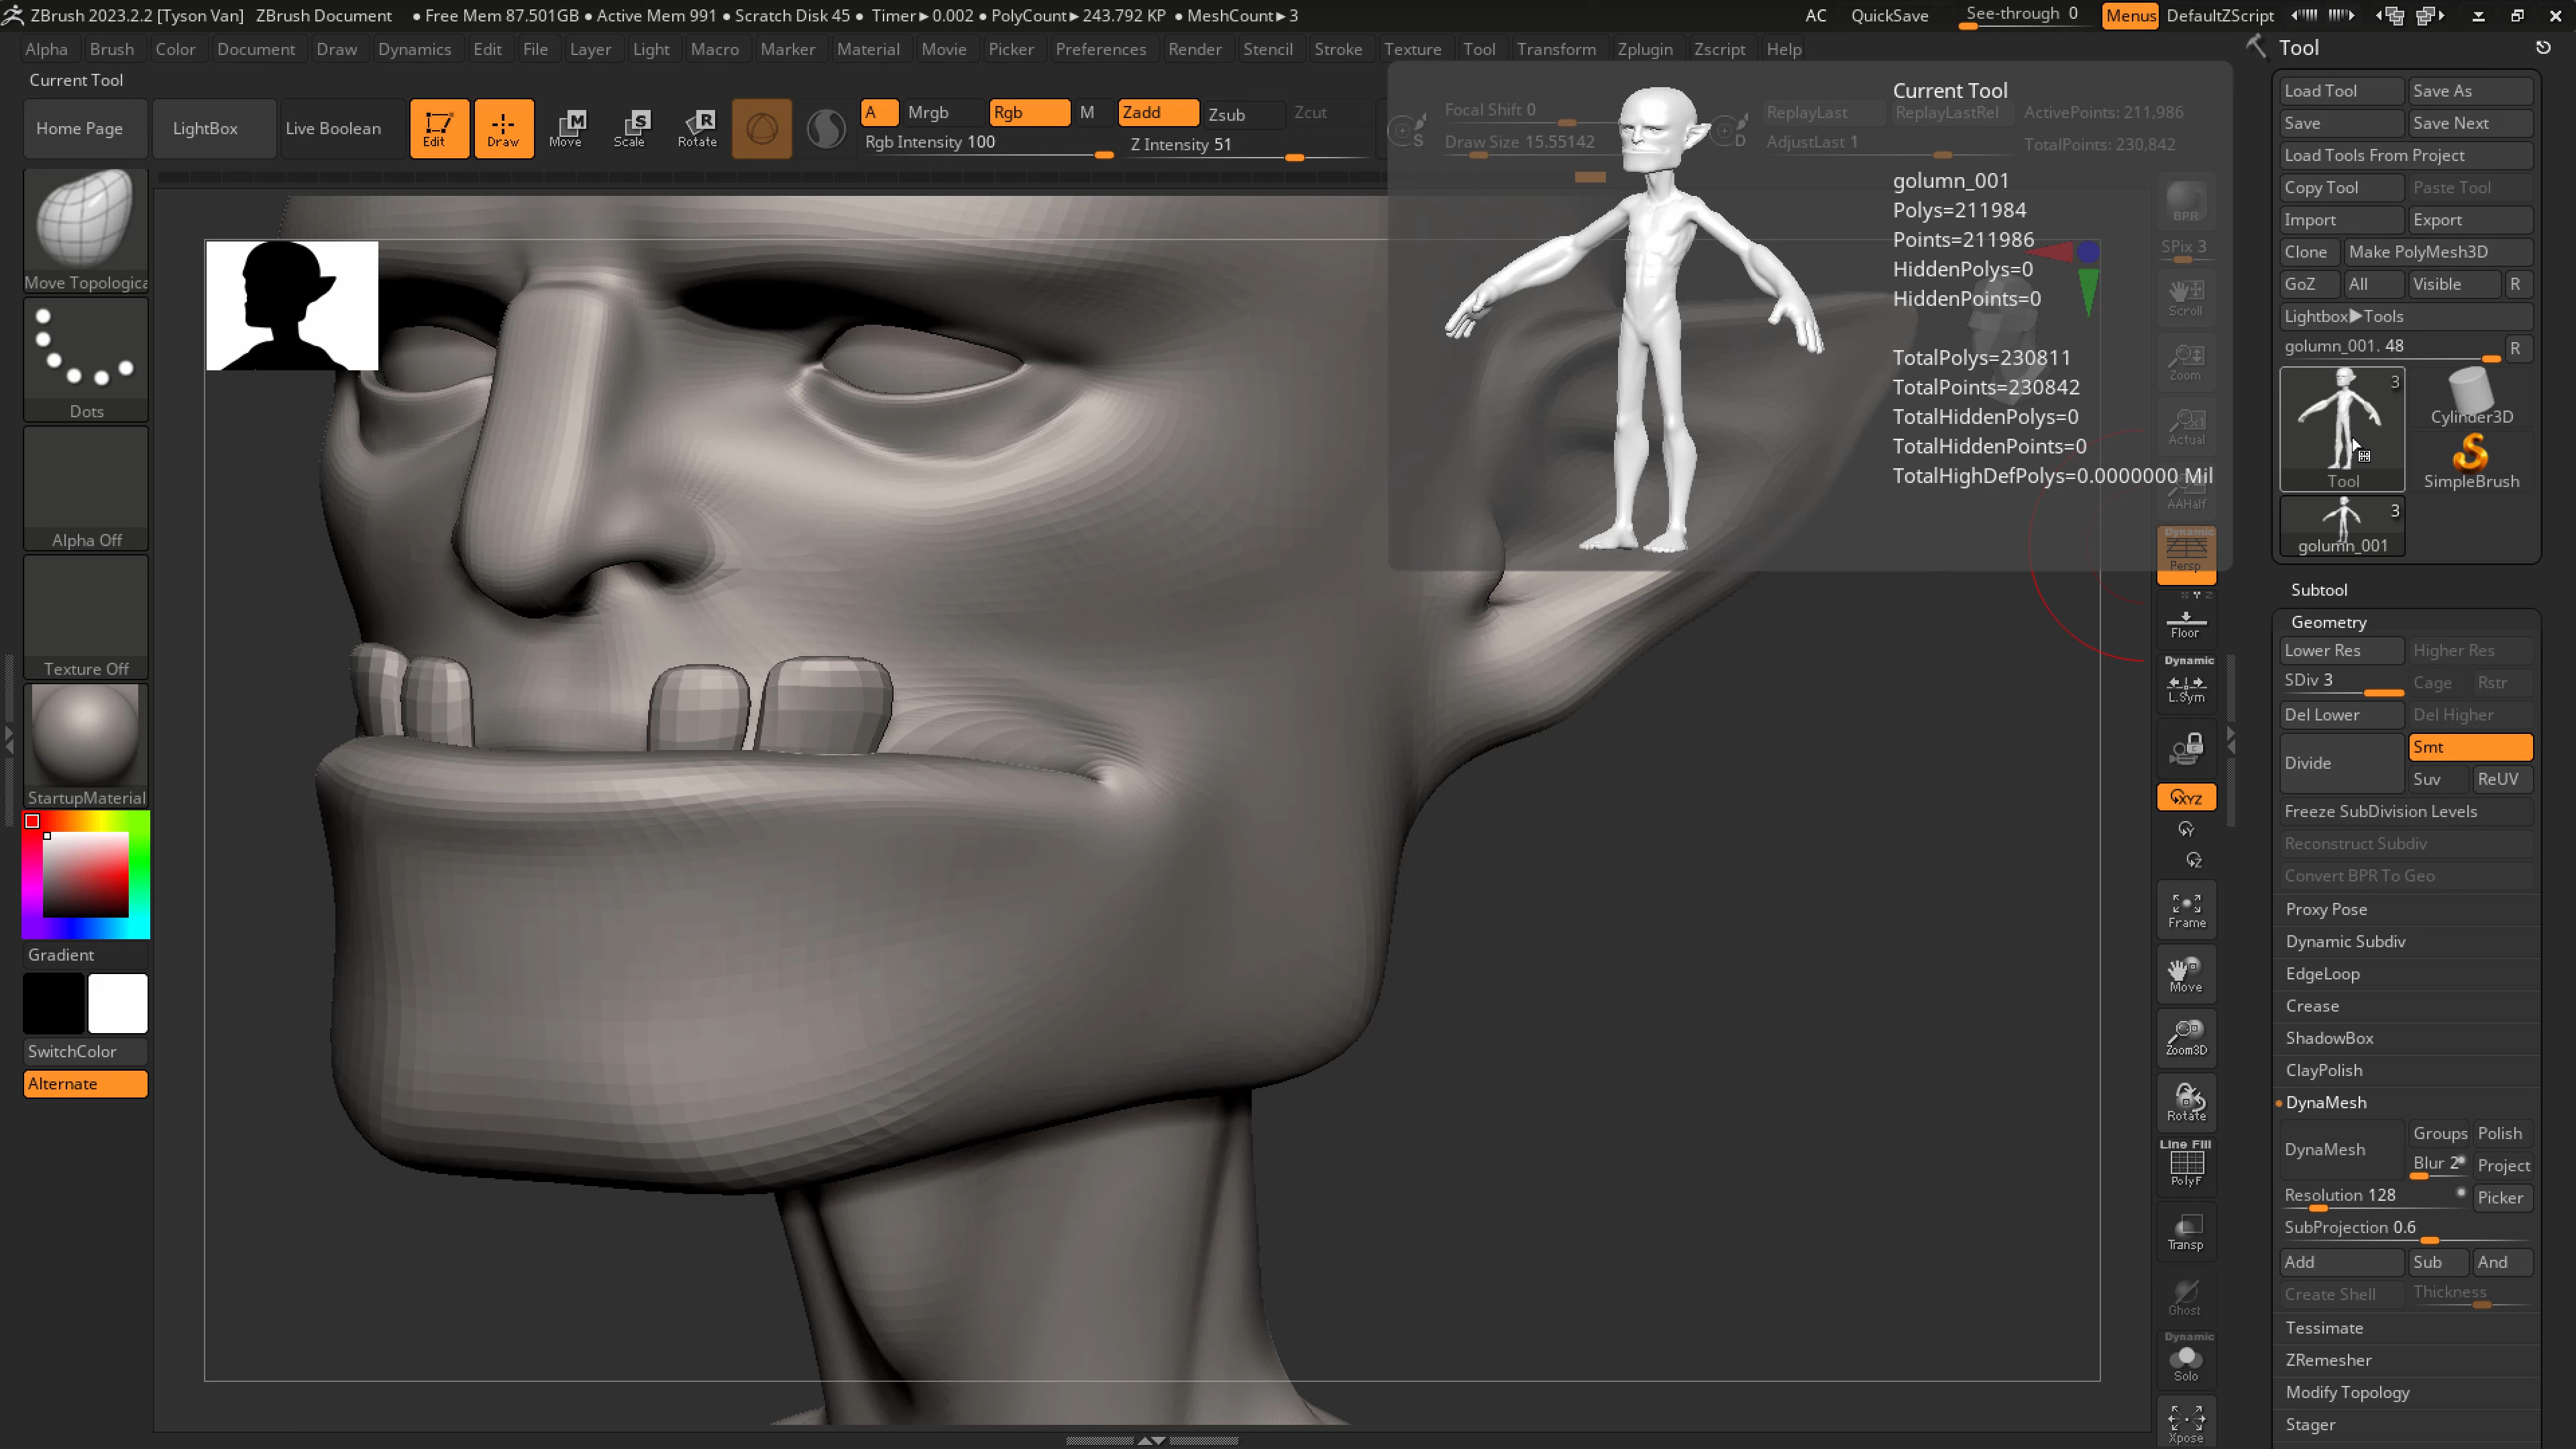 ZBrush 2023.2.2 [Tyson Van] ZBrush Document • Free Mem 87.501GB • Active Mem 991 • Scratch Disk 45 • Timer►0.002 • PolyCount►243.792 KP • MeshCount►3 AC QuickSave See-through 0 Menus DefaultZScript
Alpha Brush Color Document Draw Dynamics Edit File Layer Light Macro Marker Material Movie Picker Preferences Render Stencil Stroke Texture Tool Transform Zplugin Zscript Help
Current Tool
Home Page LightBox Live Boolean Edit Draw Move Scale Rotate
A Mrgb Rgb M Zadd Zsub Zcut
Rgb Intensity 100 Z Intensity 51
Focal Shift 0
Draw Size 15.55142
S D
ReplayLast ReplayLastRel ActivePoints: 211,986
AdjustLast 1 TotalPoints: 230,842
Move Topologica
Dots
Alpha Off
Texture Off
StartupMaterial
Gradient
SwitchColor
Alternate
Current Tool
golumn_001
Polys=211984
Points=211986
HiddenPolys=0
HiddenPoints=0
TotalPolys=230811
TotalPoints=230842
TotalHiddenPolys=0
TotalHiddenPoints=0
TotalHighDefPolys=0.0000000 Mil
BPR
SPix 3
Scroll
Zoom
Actual
AAHalf
Dynamic
Persp
Floor
Dynamic
L.Sym
XYZ
Y
Z
Frame
Move
Zoom3D
Rotate
Line Fill
PolyF
Transp
Ghost
Dynamic
Solo
Xpose
Tool
Load Tool Save As
Save Save Next
Load Tools From Project
Copy Tool Paste Tool
Import Export
Clone Make PolyMesh3D
GoZ All Visible R
Lightbox►Tools
golumn_001. 48 R
3
Tool
Cylinder3D
SimpleBrush
3
golumn_001
Subtool
Geometry
Lower Res Higher Res
SDiv 3 Cage Rstr
Del Lower Del Higher
Divide Smt
Suv ReUV
Freeze SubDivision Levels
Reconstruct Subdiv
Convert BPR To Geo
Proxy Pose
Dynamic Subdiv
EdgeLoop
Crease
ShadowBox
ClayPolish
DynaMesh
DynaMesh Groups Polish
Blur 2 Project
Resolution 128 Picker
SubProjection 0.6
Add Sub And
Create Shell Thickness
Tessimate
ZRemesher
Modify Topology
Stager